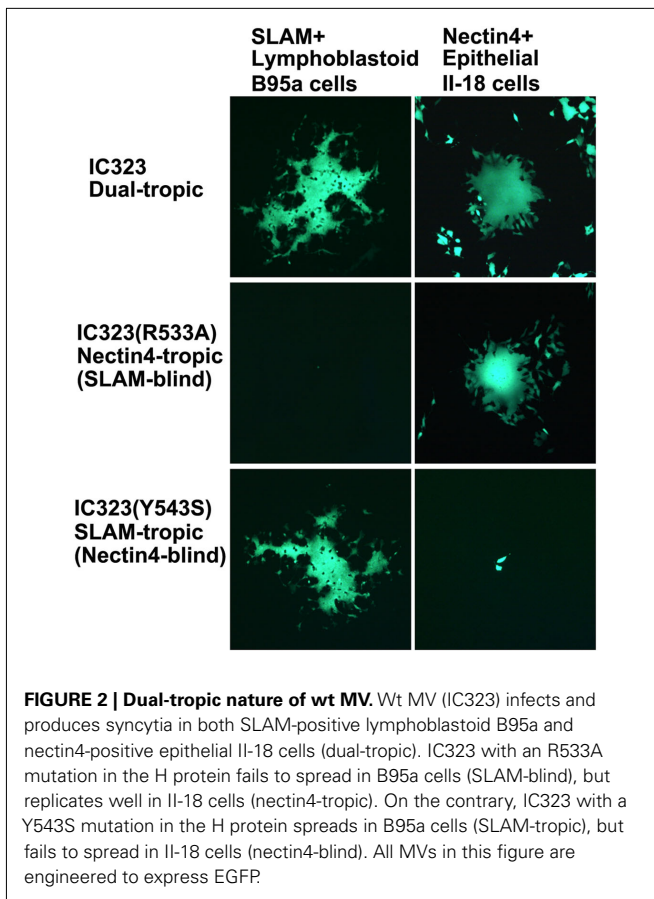 SLAM+
Lymphoblastoid
B95a cells
Nectin4+
Epithelial
II-18 cells
IC323
Dual-tropic
IC323(R533A)
Nectin4-tropic
(SLAM-blind)
IC323(Y543S)
SLAM-tropic
(Nectin4-blind)
FIGURE 2 | Dual-tropic nature of wt MV. Wt MV (IC323) infects and
produces syncytia in both SLAM-positive lymphoblastoid B95a and
nectin4-positive epithelial II-18 cells (dual-tropic). IC323 with an R533A
mutation in the H protein fails to spread in B95a cells (SLAM-blind), but
replicates well in II-18 cells (nectin4-tropic). On the contrary, IC323 with a
Y543S mutation in the H protein spreads in B95a cells (SLAM-tropic), but
fails to spread in II-18 cells (nectin4-blind). All MVs in this figure are
engineered to express EGFP.